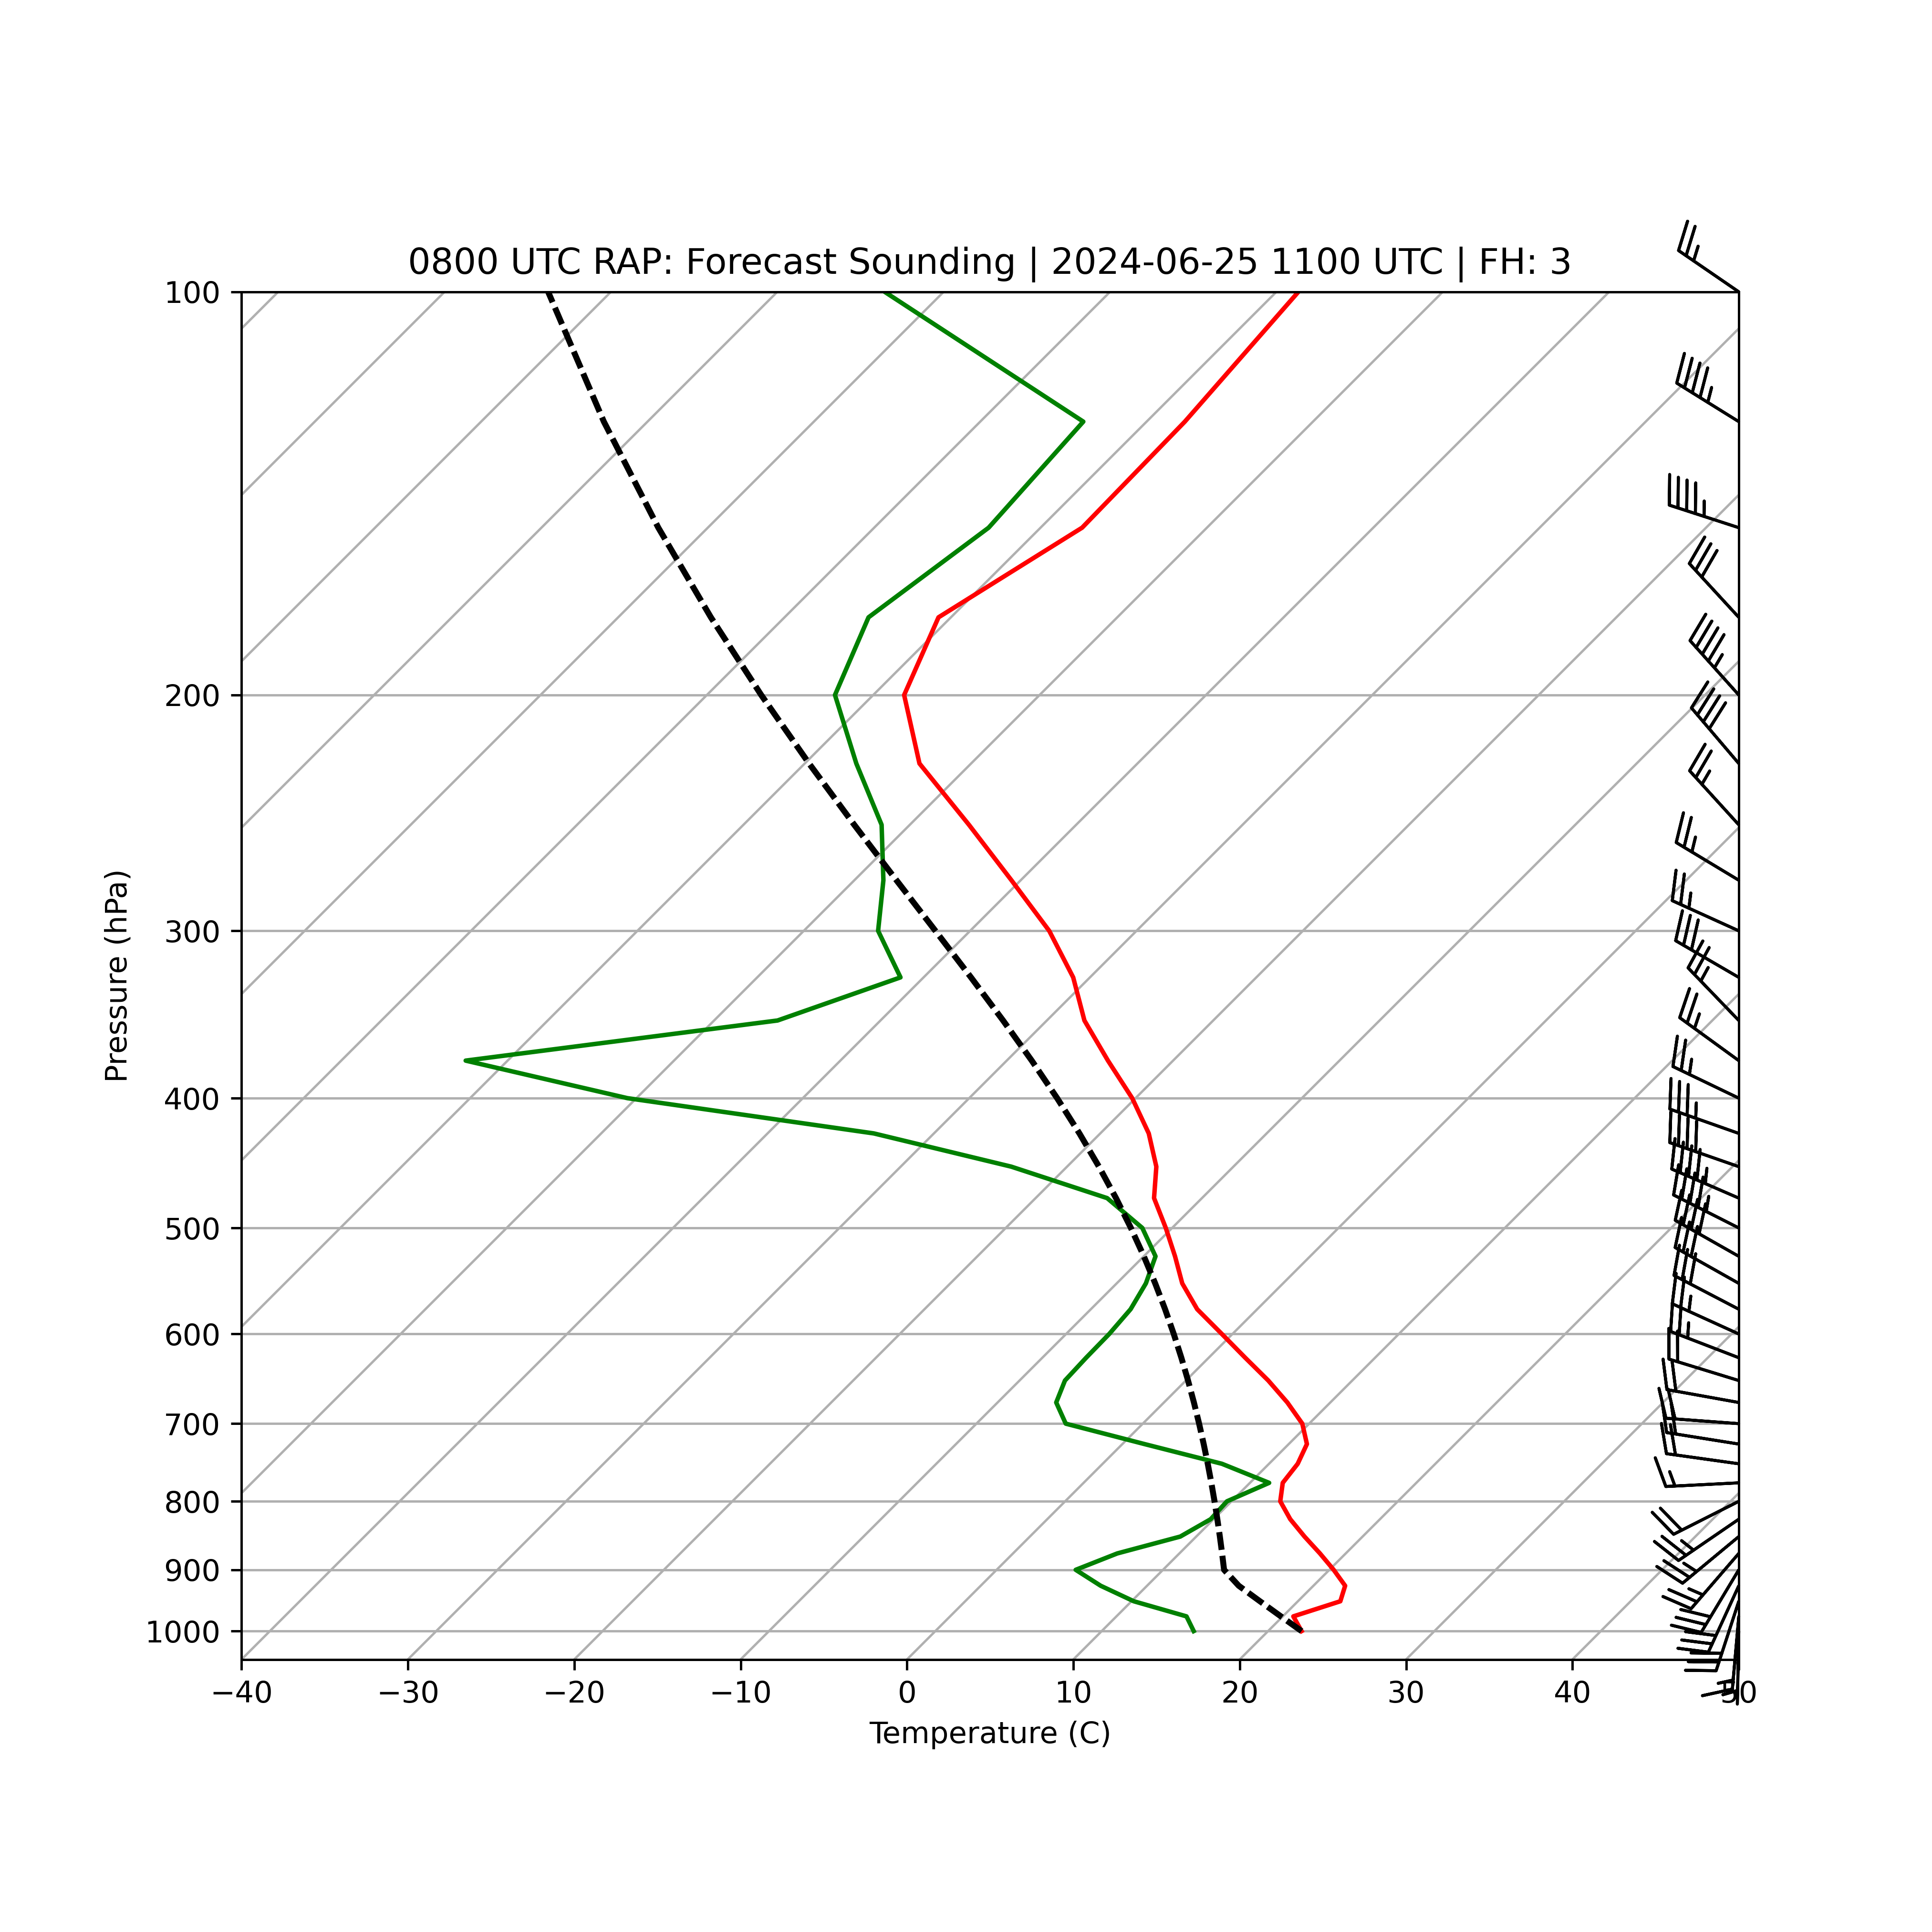 0800 UTC RAP: Forecast Sounding | 2024-06-25 1100 UTC | FH: 3
100
200
300
400
500
600
700
800
900
1000
Pressure (hPa)
−40 −30 −20 −10 0 10 20 30 40 50
Temperature (C)